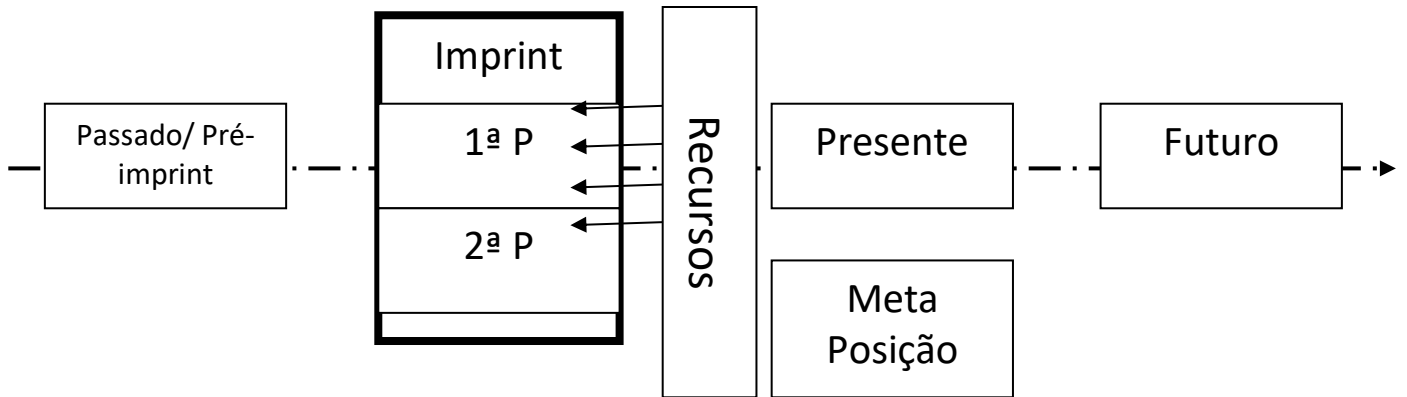 Passado/ Pré-
imprint
Imprint
1ª P
2ª P
Recursos
Presente
Meta
Posição
Futuro